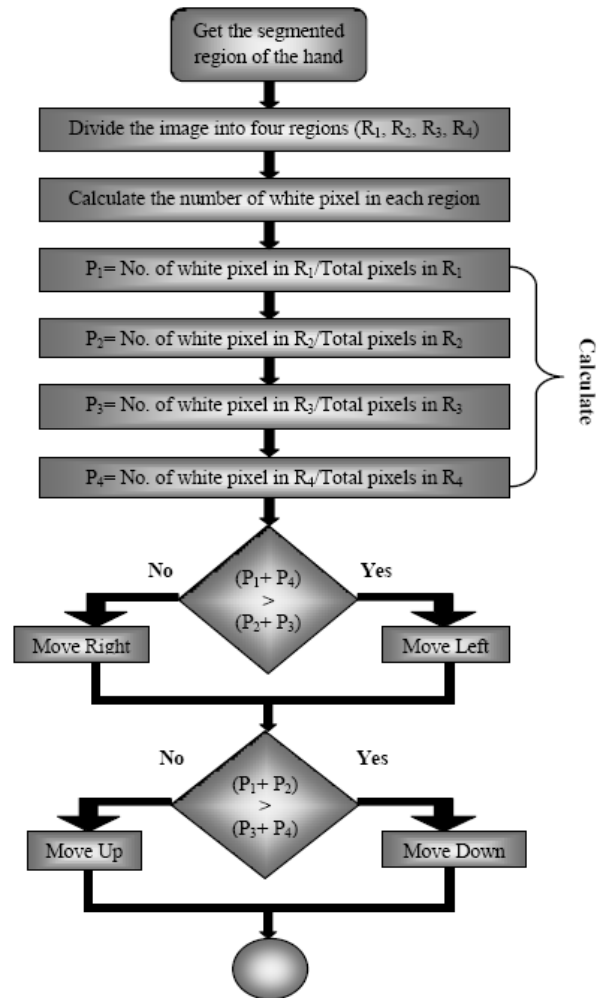 Get the segmented
region of the hand
Divide the image into four regions (R₁, R₂, R₃, R₄)
Calculate the number of white pixel in each region
P₁= No. of white pixel in R₁/Total pixels in R₁
P₂= No. of white pixel in R₂/Total pixels in R₂
P₃= No. of white pixel in R₃/Total pixels in R₃
P₄= No. of white pixel in R₄/Total pixels in R₄
Calculate
No
(P₁+ P₄)
>
(P₂+ P₃)
Yes
Move Right
Move Left
No
(P₁+ P₂)
>
(P₃+ P₄)
Yes
Move Up
Move Down